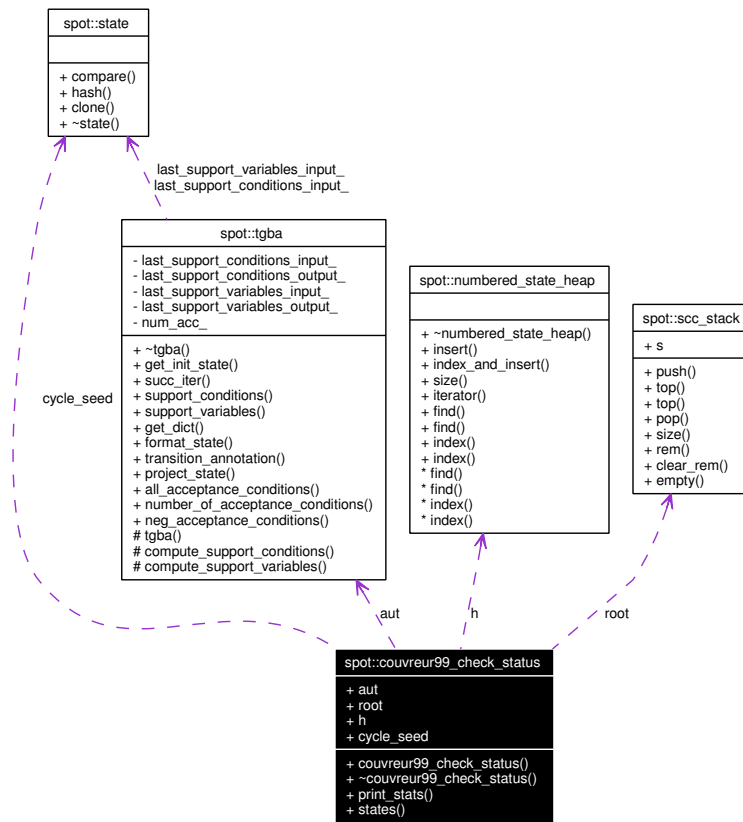 spot::state
+ compare()
+ hash()
+ clone()
+ ~state()
last_support_variables_input_
last_support_conditions_input_
spot::tgba
- last_support_conditions_input_
- last_support_conditions_output_
- last_support_variables_input_
- last_support_variables_output_
- num_acc_
+ ~tgba()
+ get_init_state()
+ succ_iter()
+ support_conditions()
+ support_variables()
+ get_dict()
+ format_state()
+ transition_annotation()
+ project_state()
+ all_acceptance_conditions()
+ number_of_acceptance_conditions()
+ neg_acceptance_conditions()
# tgba()
# compute_support_conditions()
# compute_support_variables()
spot::numbered_state_heap
+ ~numbered_state_heap()
+ insert()
+ index_and_insert()
+ size()
+ iterator()
+ find()
+ find()
+ index()
+ index()
* find()
* find()
* index()
* index()
spot::scc_stack
+ s
+ push()
+ top()
+ top()
+ pop()
+ size()
+ rem()
+ clear_rem()
+ empty()
cycle_seed
aut
h
root
spot::couvreur99_check_status
+ aut
+ root
+ h
+ cycle_seed
+ couvreur99_check_status()
+ ~couvreur99_check_status()
+ print_stats()
+ states()